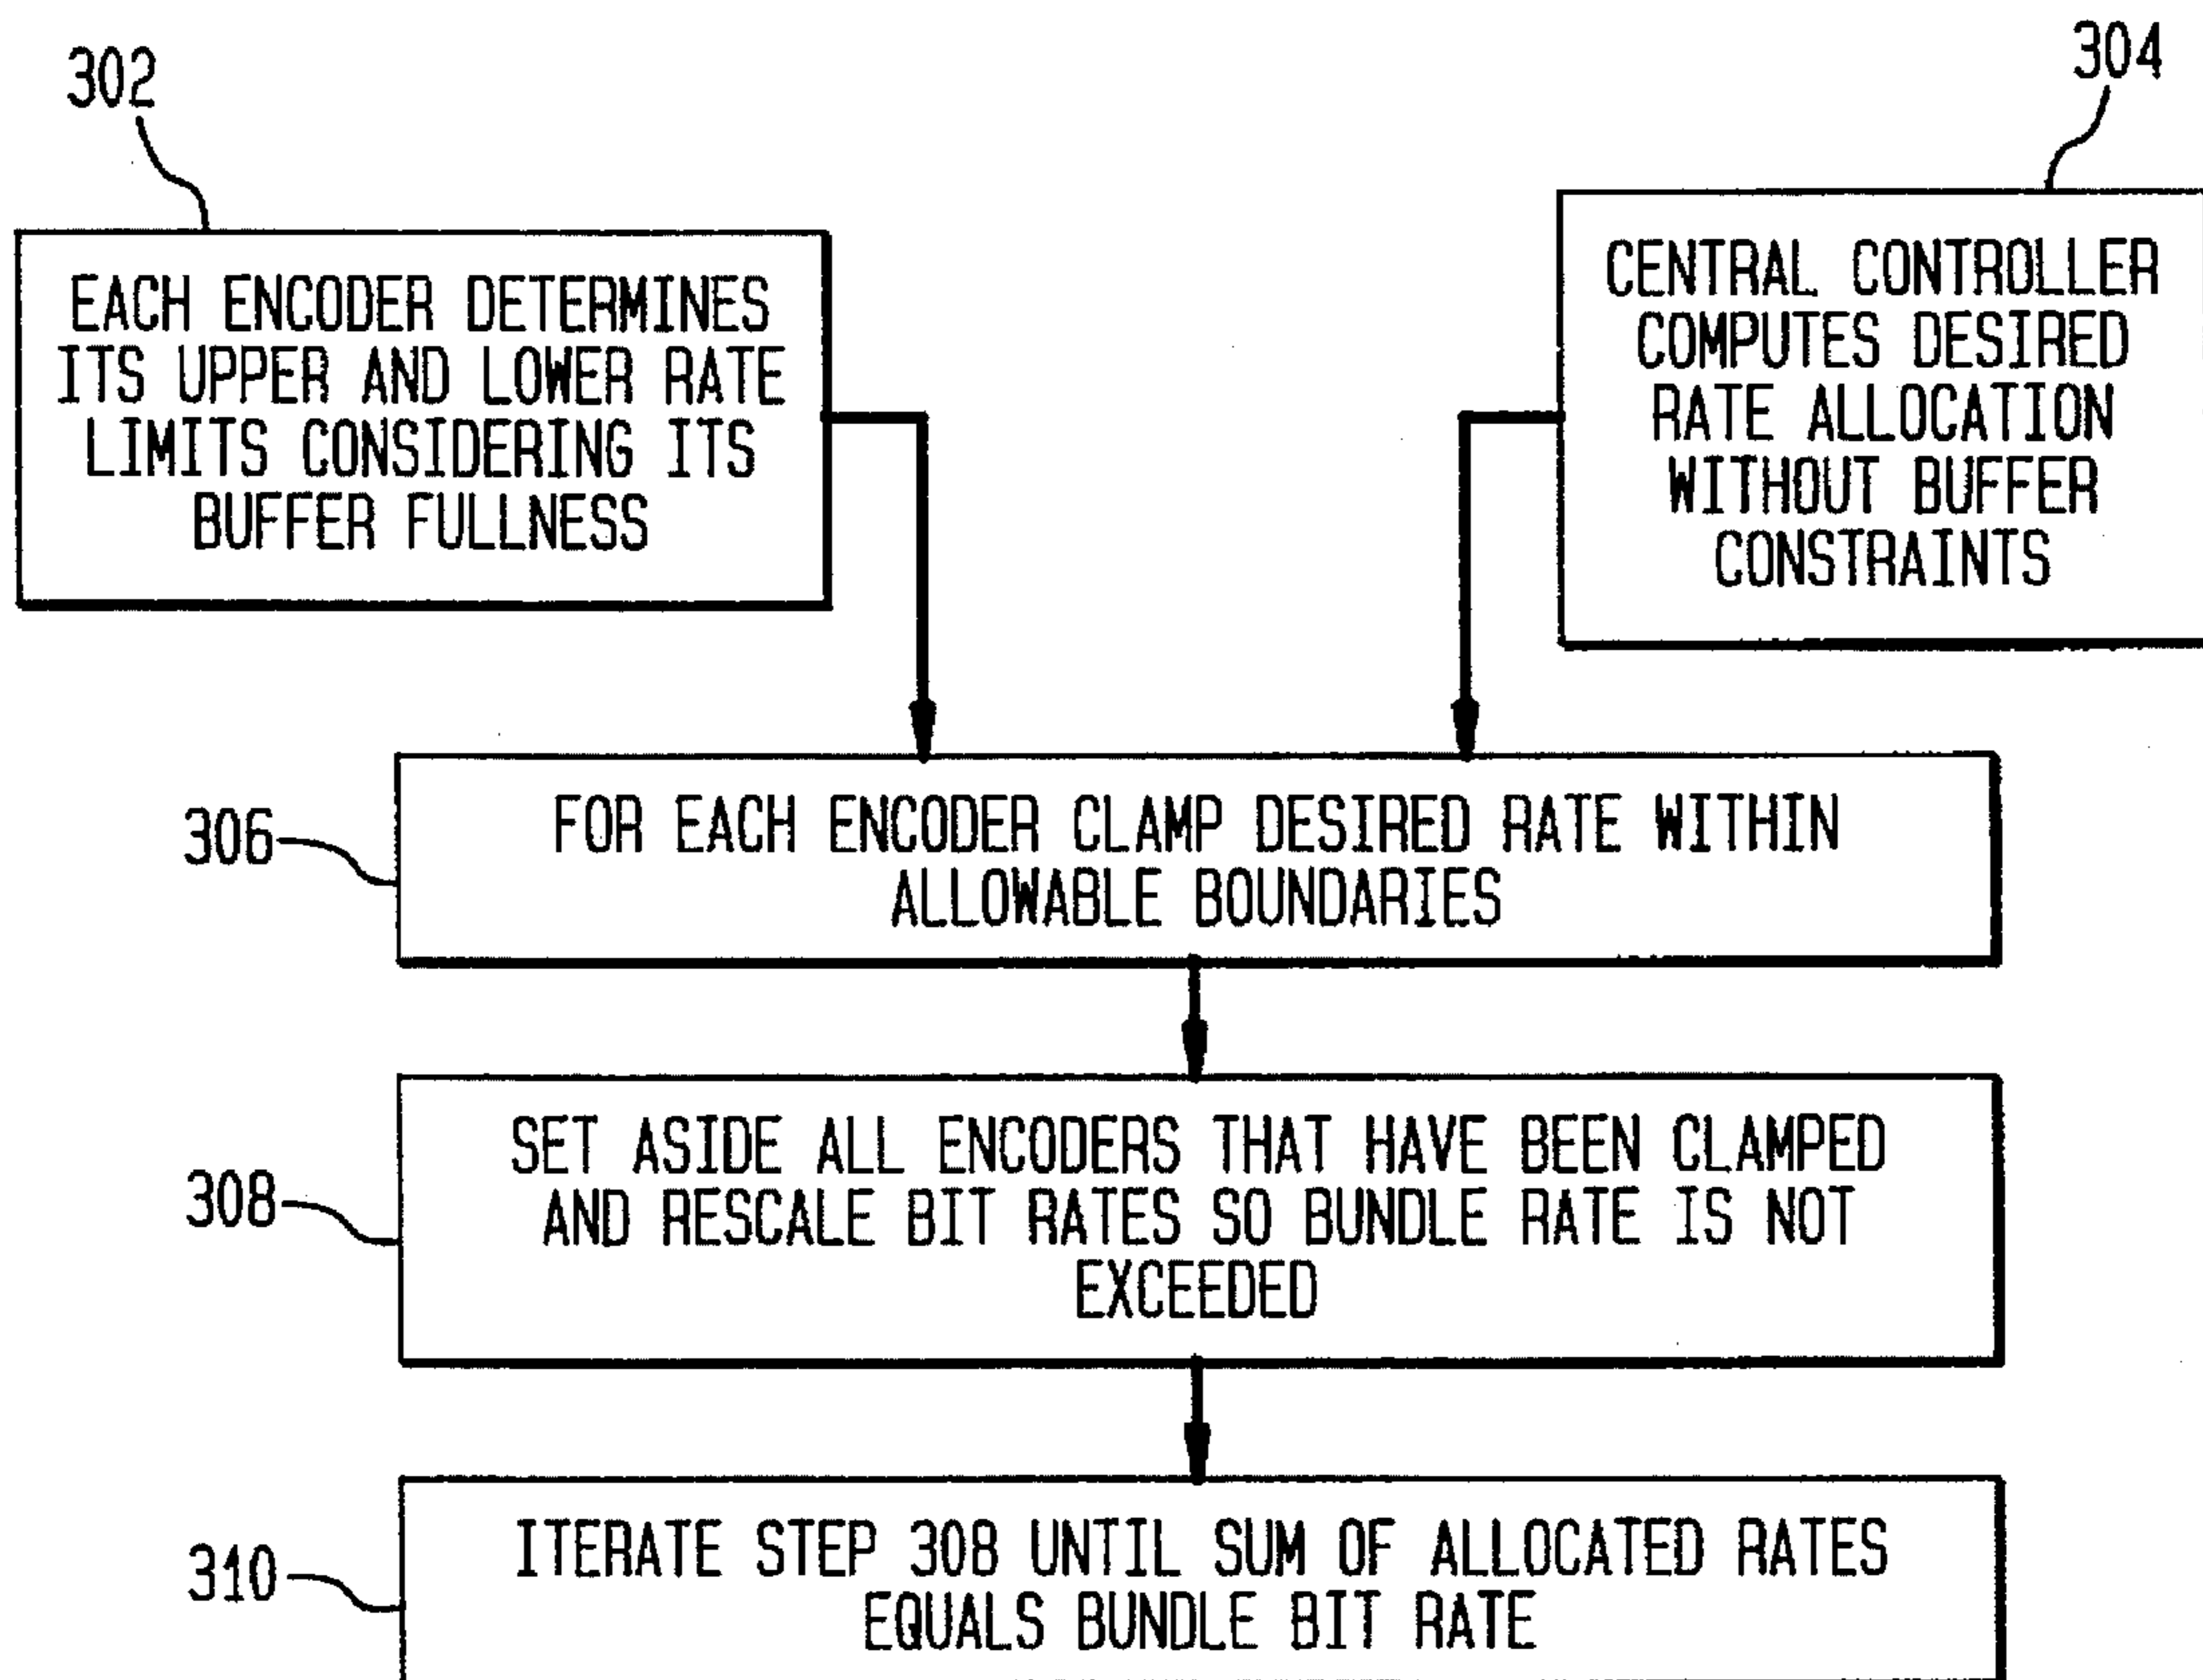 302
304
EACH ENCODER DETERMINES
ITS UPPER AND LOWER RATE
LIMITS CONSIDERING ITS
BUFFER FULLNESS
CENTRAL CONTROLLER
COMPUTES DESIRED
RATE ALLOCATION
WITHOUT BUFFER
CONSTRAINTS
306
FOR EACH ENCODER CLAMP DESIRED RATE WITHIN
ALLOWABLE BOUNDARIES
308
SET ASIDE ALL ENCODERS THAT HAVE BEEN CLAMPED
AND RESCALE BIT RATES SO BUNDLE RATE IS NOT
EXCEEDED
310
ITERATE STEP 308 UNTIL SUM OF ALLOCATED RATES
EQUALS BUNDLE BIT RATE